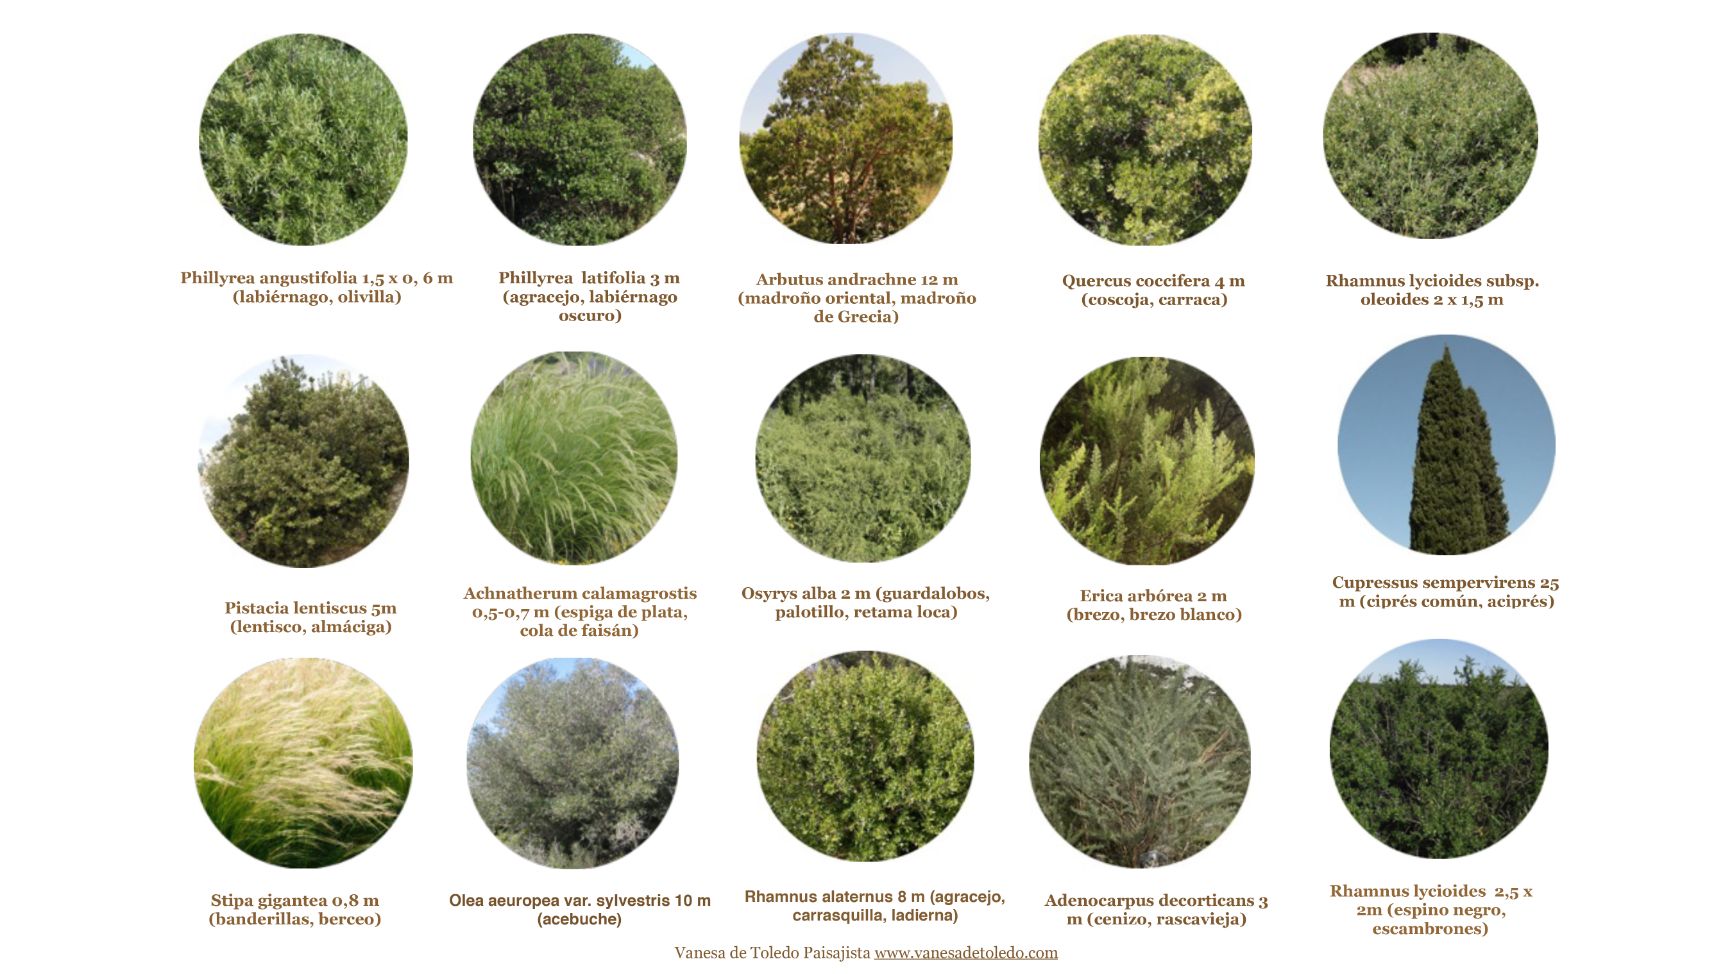 Phillyrea angustifolia 1,5 x 0, 6 m
(labiérnago, olivilla)
Phillyrea latifolia 3 m
(agracejo, labiérnago
oscuro)
Arbutus andrachne 12 m
(madroño oriental, madroño
de Grecia)
Quercus coccifera 4 m
(coscoja, carraca)
Rhamnus lycioides subsp.
oleoides 2 x 1,5 m
Pistacia lentiscus 5m
(lentisco, almáciga)
Achnatherum calamagrostis
0,5-0,7 m (espiga de plata,
cola de faisán)
Osyrys alba 2 m (guardalobos,
palotillo, retama loca)
Erica arbórea 2 m
(brezo, brezo blanco)
Cupressus sempervirens 25
m (ciprés común, aciprés)
Stipa gigantea 0,8 m
(banderillas, berceo)
Olea aeuropea var. sylvestris 10 m
(acebuche)
Rhamnus alaternus 8 m (agracejo,
carrasquilla, ladierna)
Adenocarpus decorticans 3
m (cenizo, rascavieja)
Rhamnus lycioides 2,5 x
2m (espino negro,
escambrones)
Vanesa de Toledo Paisajista www.vanesadetoledo.com